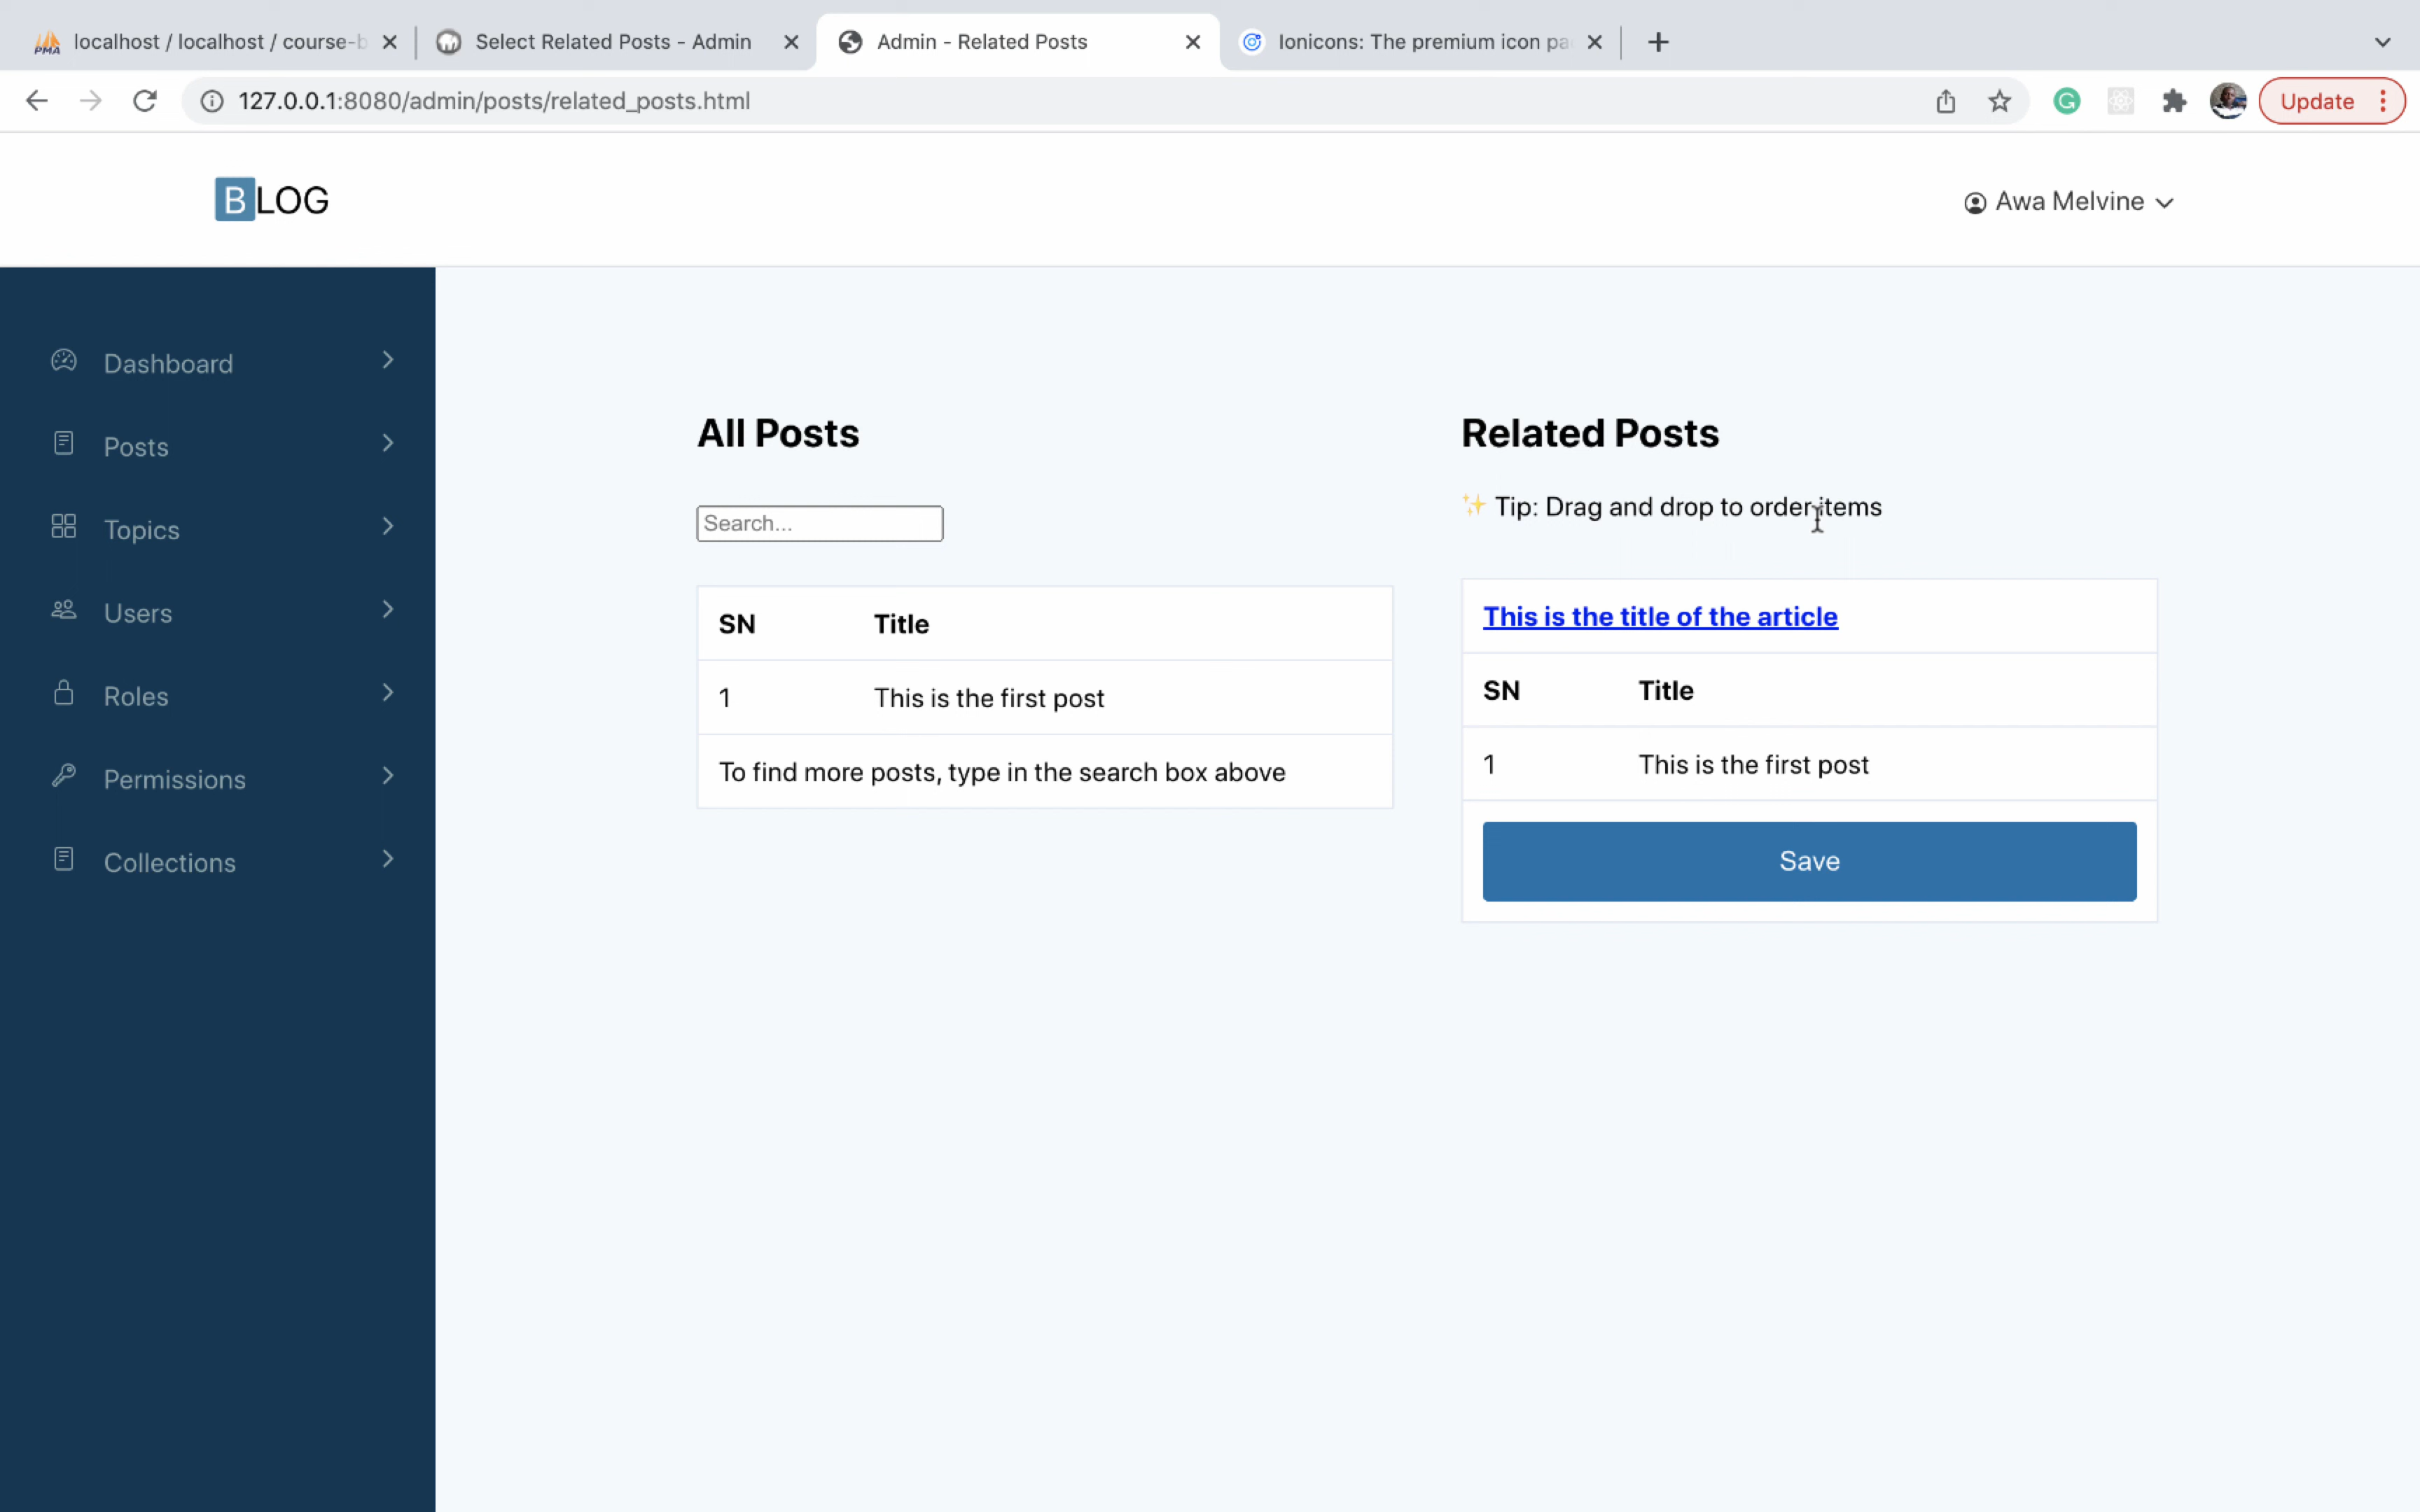 PMA localhost / localhost / course-b
Select Related Posts - Admin
Admin - Related Posts
Ionicons: The premium icon pa
127.0.0.1:8080/admin/posts/related_posts.html
Update
BLOG
Awa Melvine
Dashboard
Posts
Topics
Users
Roles
Permissions
Collections
All Posts
Search...
SN Title
1 This is the first post
To find more posts, type in the search box above
Related Posts
✨ Tip: Drag and drop to order items
This is the title of the article
SN Title
1 This is the first post
Save